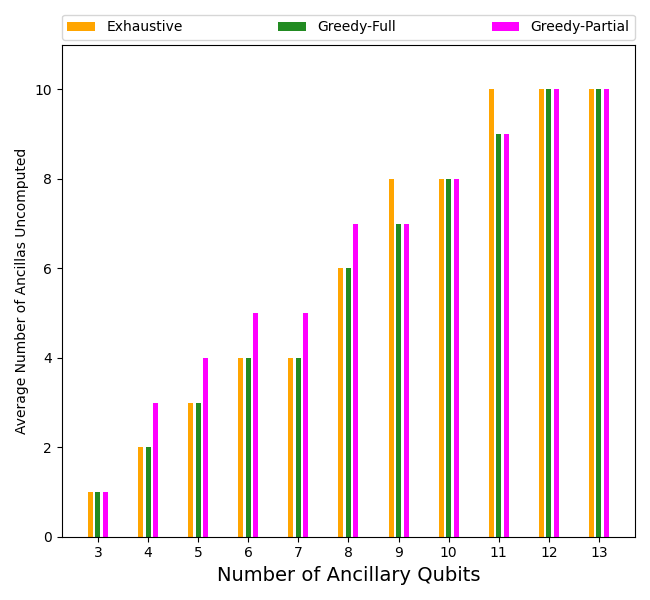 Exhaustive Greedy-Full Greedy-Partial
Average Number of Ancillas Uncomputed
10
8
6
4
2
0
3 4 5 6 7 8 9 10 11 12 13
Number of Ancillary Qubits